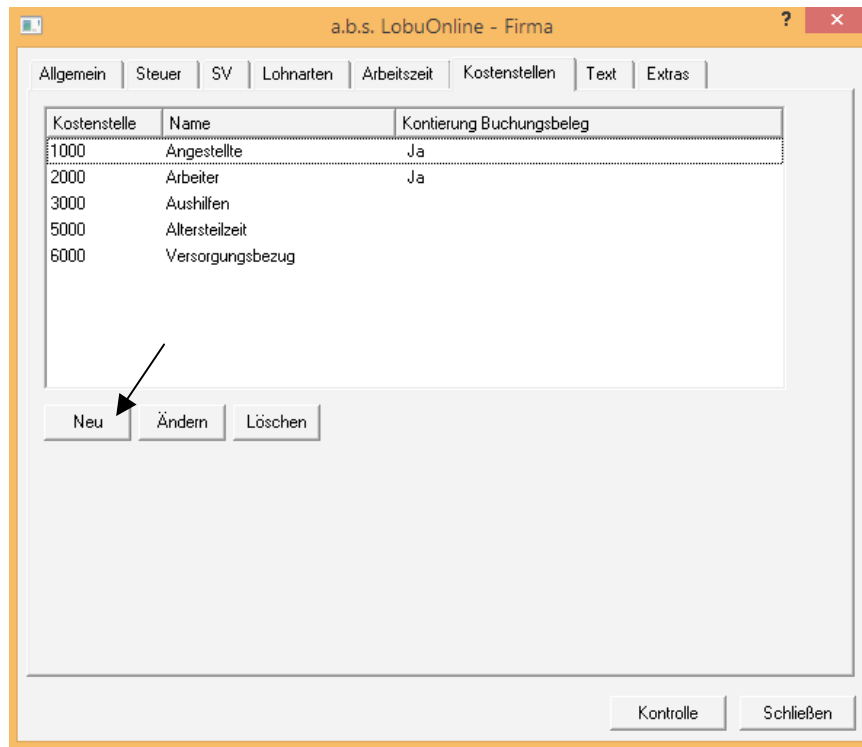 a.b.s. LobuOnline - Firma ?
Allgemein Steuer SV Lohnarten Arbeitszeit Kostenstellen Text Extras
Kostenstelle Name Kontierung Buchungsbeleg
1000 Angestellte Ja
2000 Arbeiter Ja
3000 Aushilfen
5000 Altersteilzeit
6000 Versorgungsbezug
Neu Ändern Löschen
Kontrolle Schließen